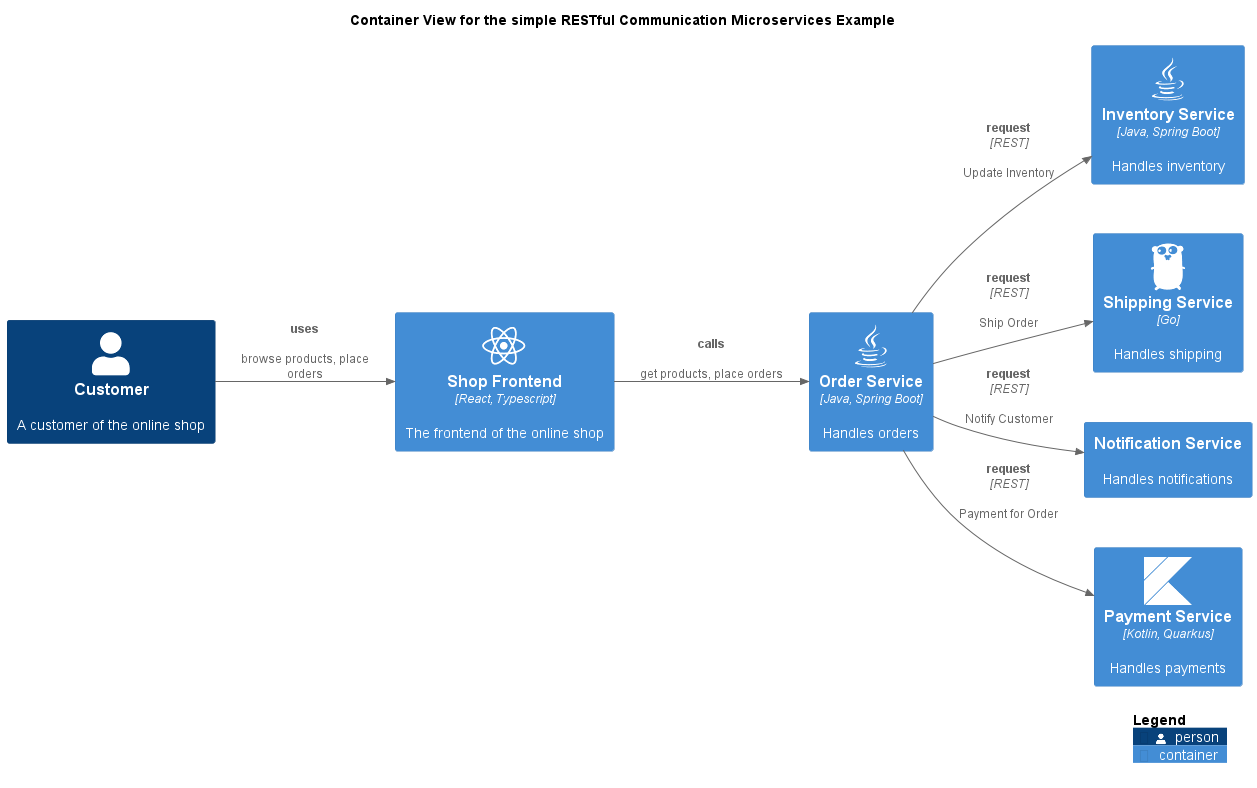 Container View for the simple RESTful Communication Microservices Example
Customer
A customer of the online shop
uses
browse products, place
orders
Shop Frontend
[React, Typescript]
The frontend of the online shop
calls
get products, place orders
Order Service
[Java, Spring Boot]
Handles orders
request
[REST]
Update Inventory
Inventory Service
[Java, Spring Boot]
Handles inventory
request
[REST]
Ship Order
Shipping Service
[Go]
Handles shipping
request
[REST]
Notify Customer
Notification Service
Handles notifications
request
[REST]
Payment for Order
Payment Service
[Kotlin, Quarkus]
Handles payments
Legend
person
container